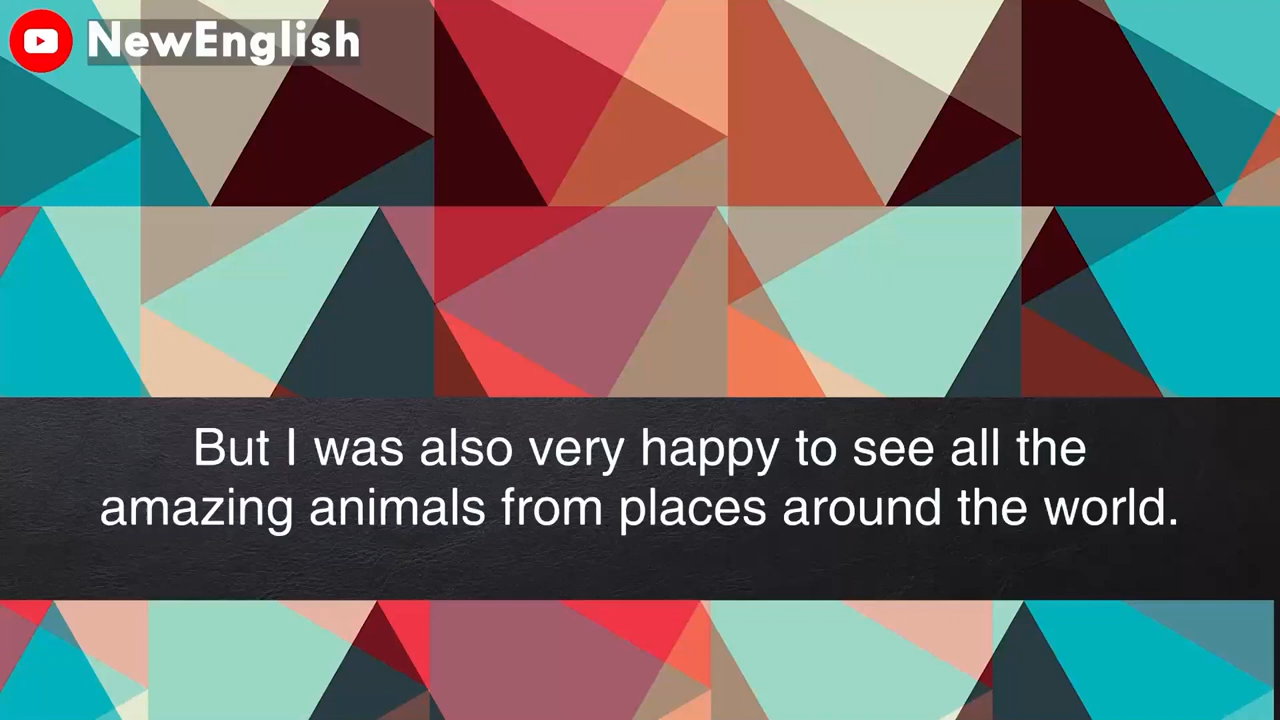 NewEnglish
But I was also very happy to see all the
amazing animals from places around the world.